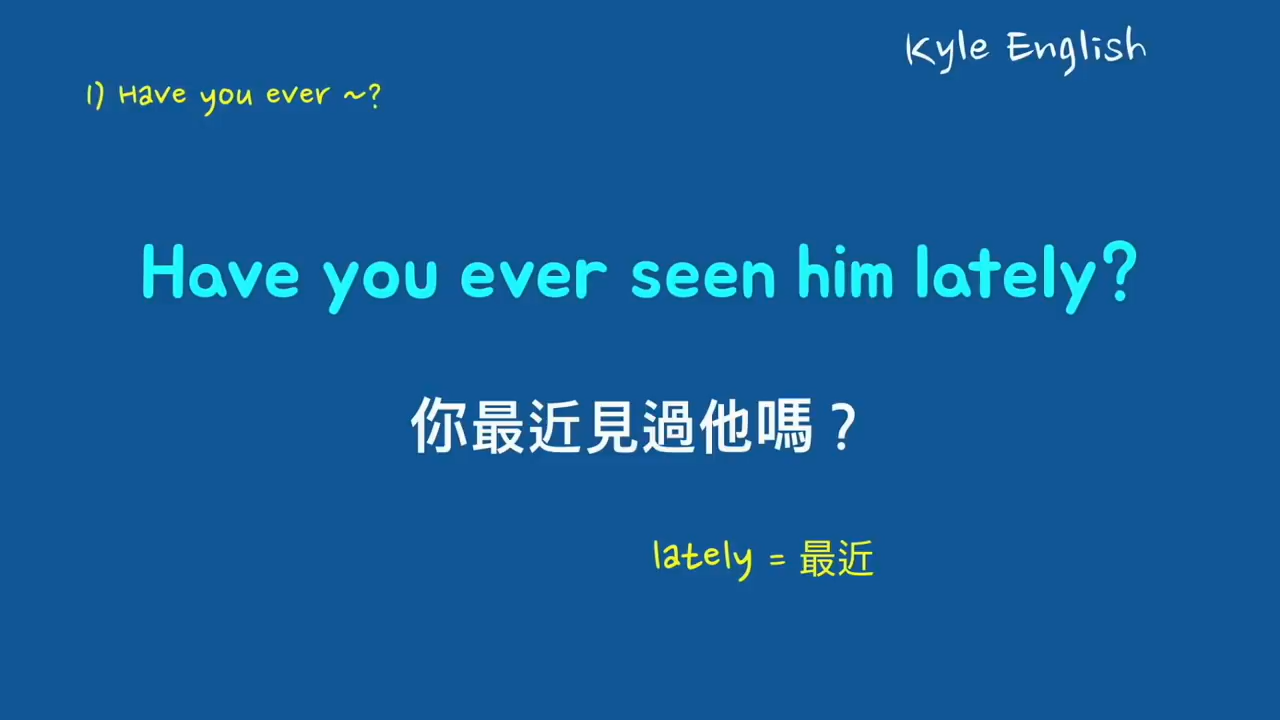 Kyle English
1) Have you ever ~?
Have you ever seen him lately?
你最近見過他嗎？
lately = 最近